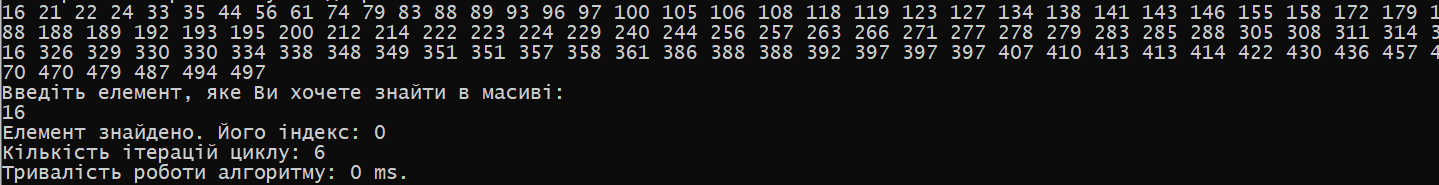 16 21 22 24 33 35 44 56 61 74 79 83 88 89 93 96 97 100 105 106 108 118 119 123 127 134 138 141 143 146 155 158 172 179 1
88 188 189 192 193 195 200 212 214 222 223 224 229 240 244 256 257 263 266 271 277 278 279 283 285 288 305 308 311 314 3
16 326 329 330 330 334 338 348 349 351 351 357 358 361 386 388 388 392 397 397 397 407 410 413 413 414 422 430 436 457 4
70 470 479 487 494 497
Введіть елемент, яке Ви хочете знайти в масиві:
16
Елемент знайдено. Його індекс: 0
Кількість ітерацій циклу: 6
Тривалість роботи алгоритму: 0 ms.